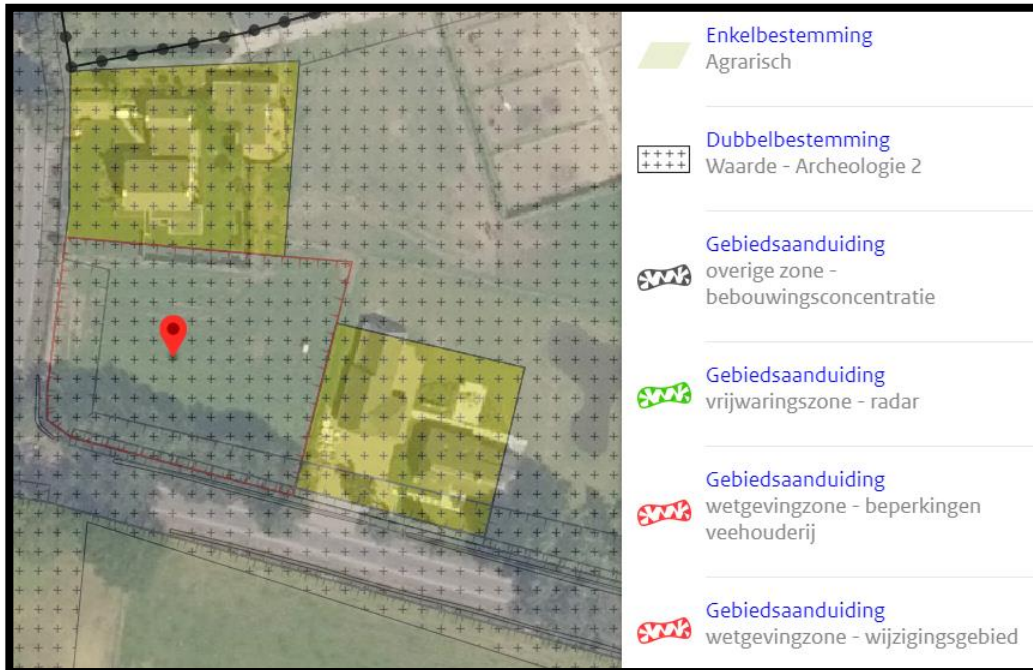 Enkelbestemming
Agrarisch
Dubbelbestemming
Waarde - Archeologie 2
Gebiedsaanduiding
overige zone -
bebouwingsconcentratie
Gebiedsaanduiding
vrijwaringszone - radar
Gebiedsaanduiding
wetgevingzone - beperkingen
veehouderij
Gebiedsaanduiding
wetgevingzone - wijzigingsgebied